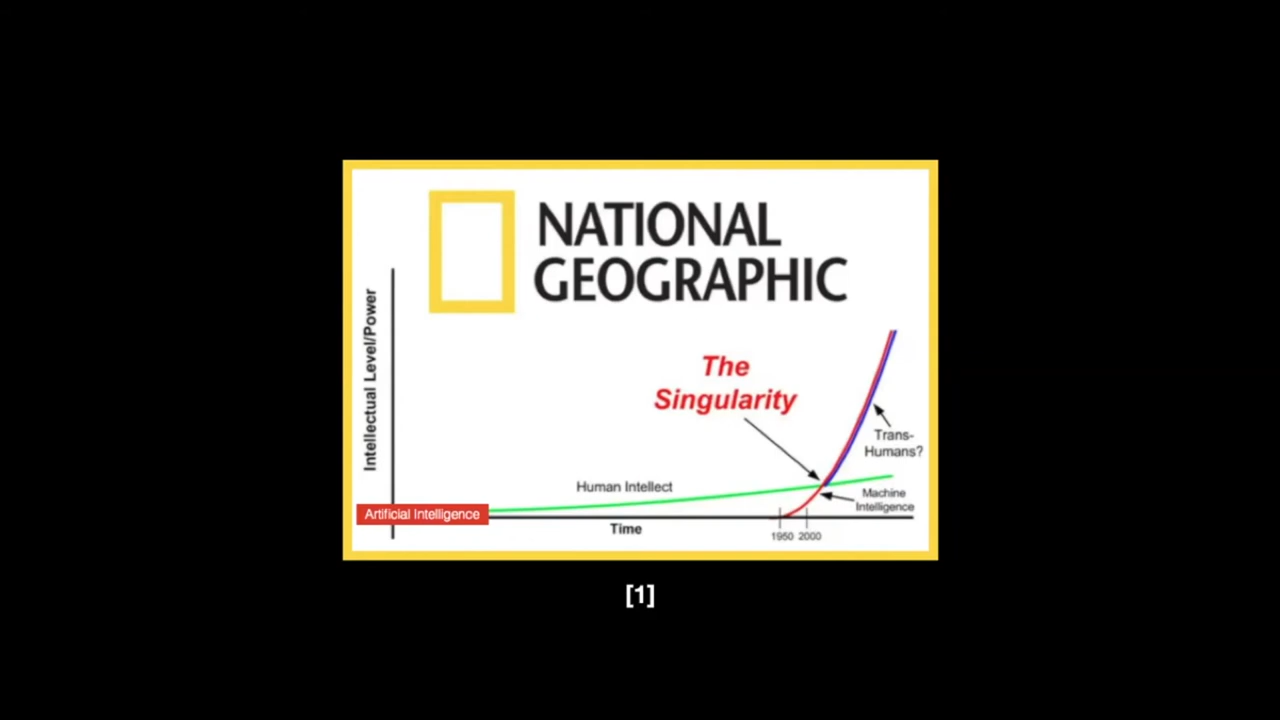 NATIONAL
GEOGRAPHIC
Intellectual Level/Power
The
Singularity
Trans-
Humans?
Human Intellect
Machine
Intelligence
Artificial Intelligence
Time
1950 2000
[1]